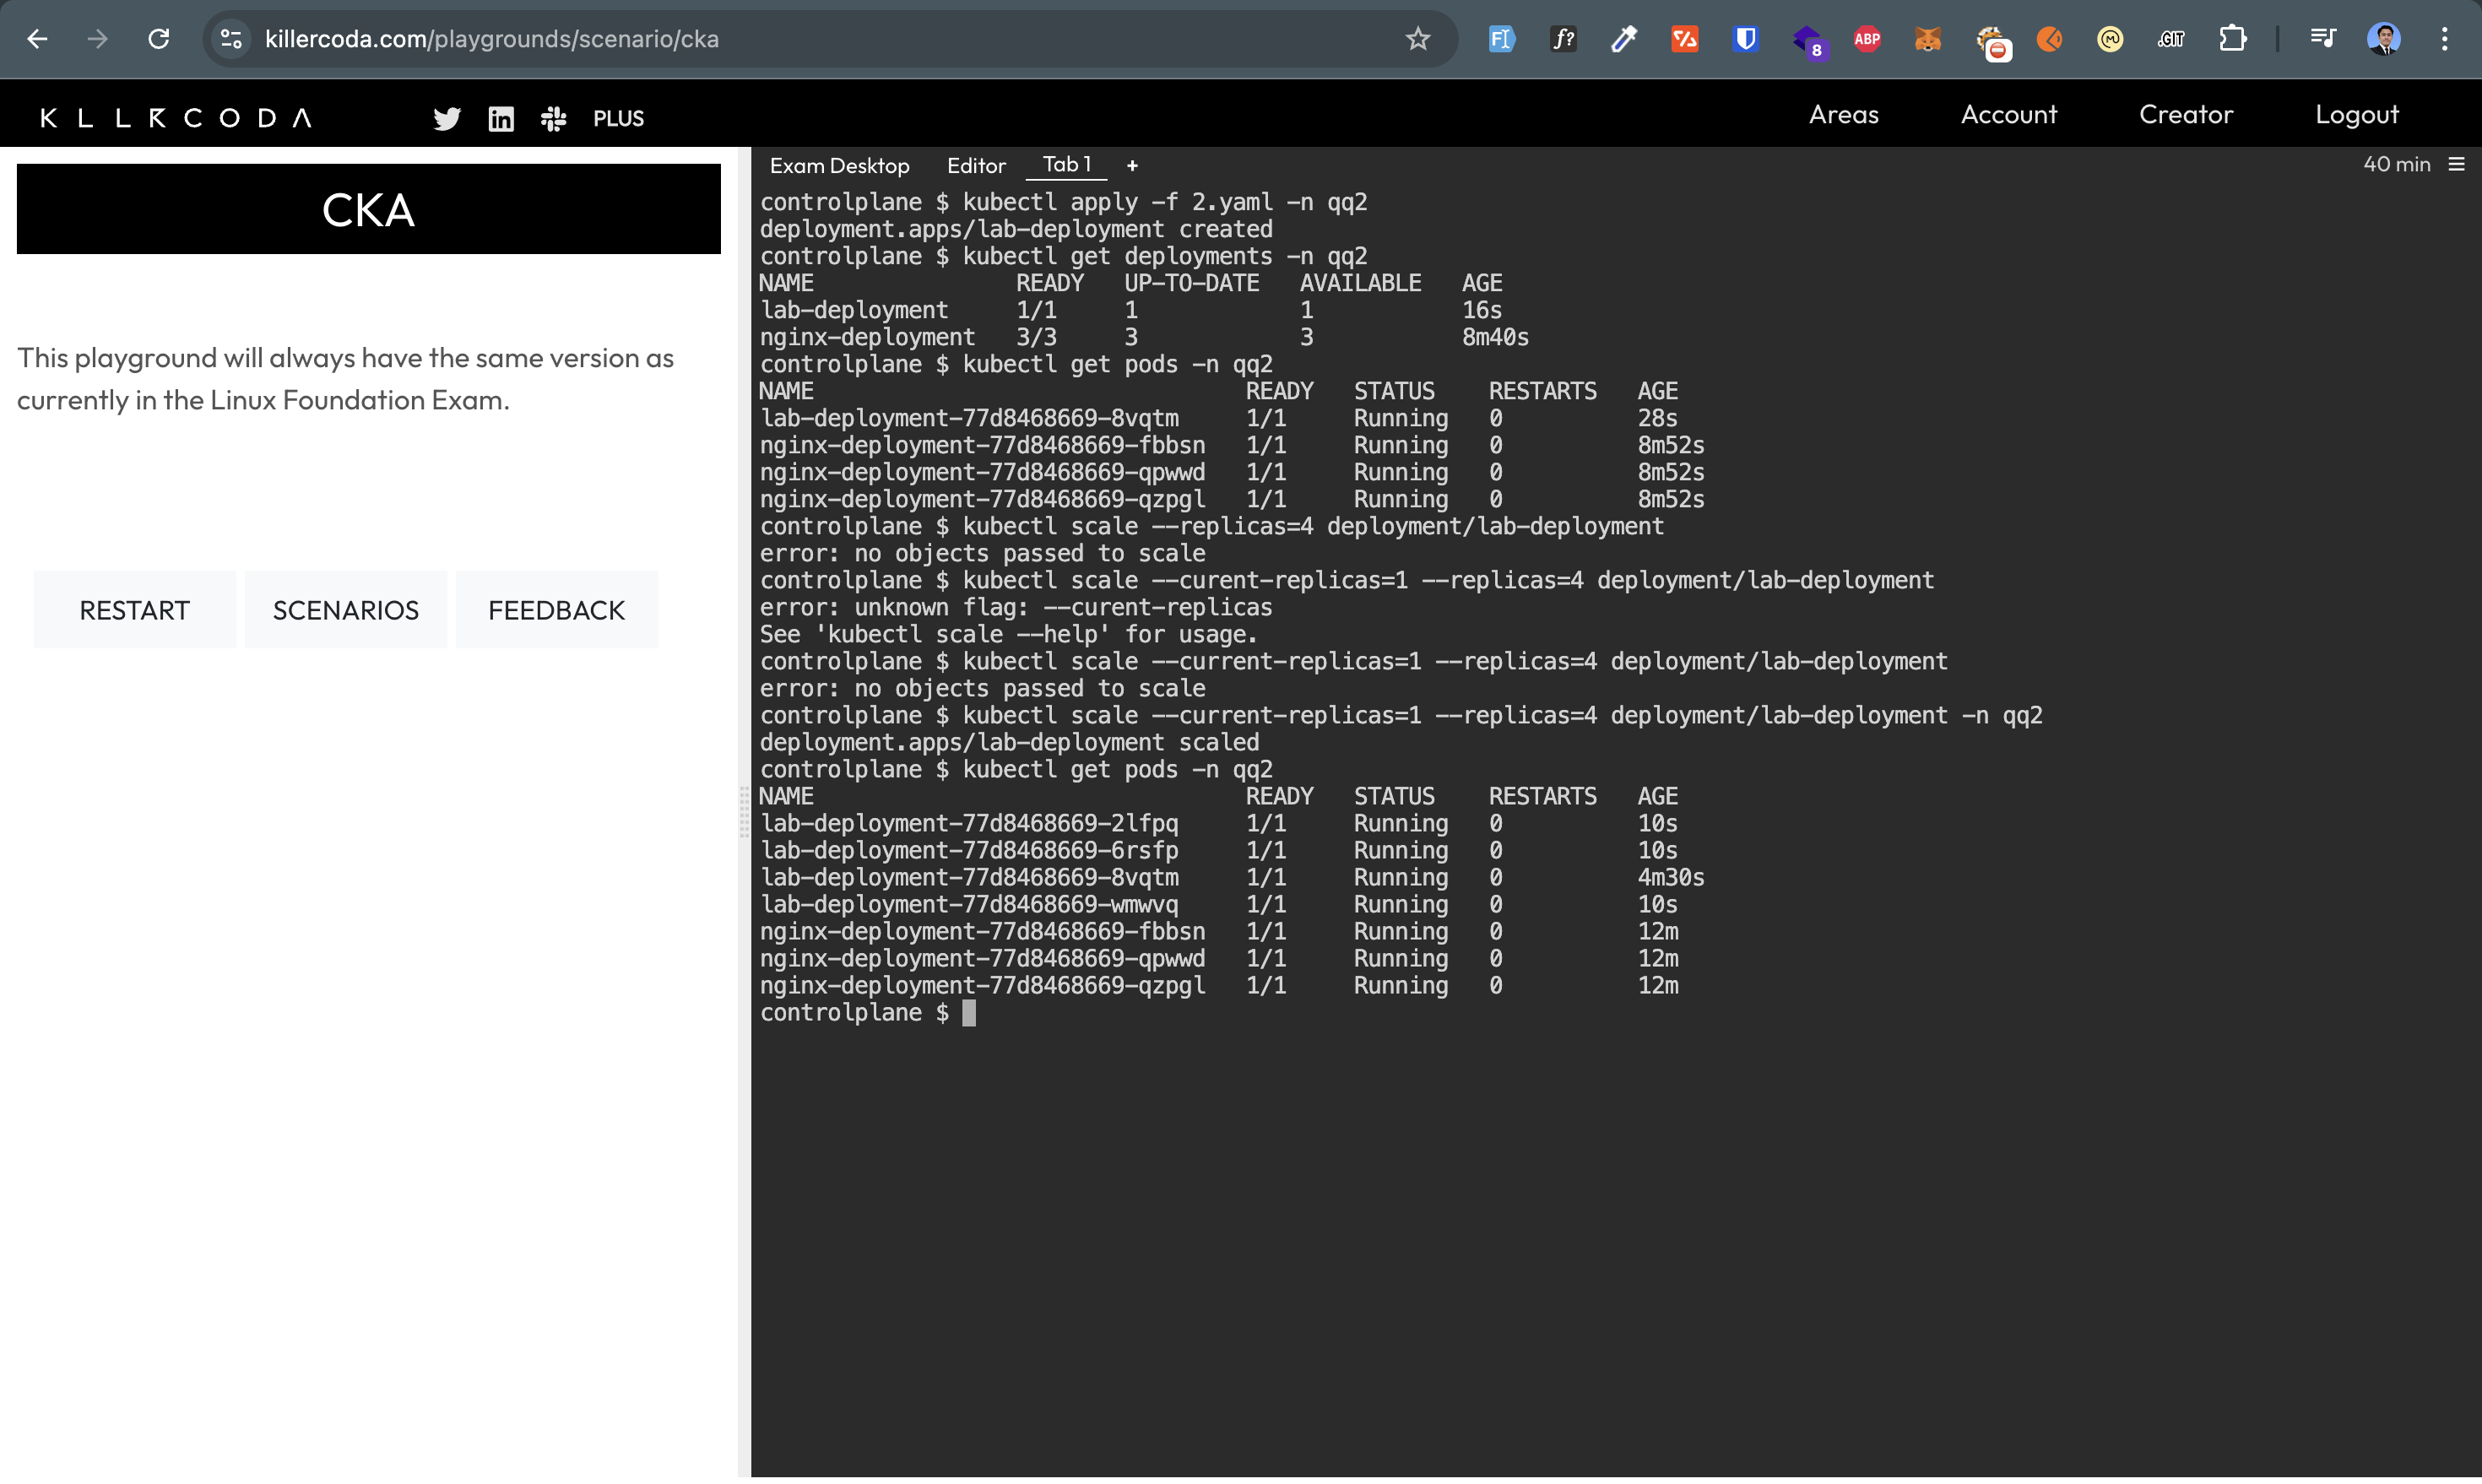 killercoda.com/playgrounds/scenario/cka
8
ABP
.GIT
KLLRCODA
PLUS
Areas
Account
Creator
Logout
CKA
This playground will always have the same version as
currently in the Linux Foundation Exam.
RESTART
SCENARIOS
FEEDBACK
Exam Desktop
Editor
Tab 1
+
40 min
controlplane $ kubectl apply -f 2.yaml -n qq2
deployment.apps/lab-deployment created
controlplane $ kubectl get deployments -n qq2
NAME               READY   UP-TO-DATE   AVAILABLE   AGE
lab-deployment     1/1     1            1           16s
nginx-deployment   3/3     3            3           8m40s
controlplane $ kubectl get pods -n qq2
NAME                                READY   STATUS    RESTARTS   AGE
lab-deployment-77d8468669-8vqtm     1/1     Running   0          28s
nginx-deployment-77d8468669-fbbsn   1/1     Running   0          8m52s
nginx-deployment-77d8468669-qpwwd   1/1     Running   0          8m52s
nginx-deployment-77d8468669-qzpgl   1/1     Running   0          8m52s
controlplane $ kubectl scale --replicas=4 deployment/lab-deployment
error: no objects passed to scale
controlplane $ kubectl scale --curent-replicas=1 --replicas=4 deployment/lab-deployment
error: unknown flag: --curent-replicas
See 'kubectl scale --help' for usage.
controlplane $ kubectl scale --current-replicas=1 --replicas=4 deployment/lab-deployment
error: no objects passed to scale
controlplane $ kubectl scale --current-replicas=1 --replicas=4 deployment/lab-deployment -n qq2
deployment.apps/lab-deployment scaled
controlplane $ kubectl get pods -n qq2
NAME                                READY   STATUS    RESTARTS   AGE
lab-deployment-77d8468669-2lfpq     1/1     Running   0          10s
lab-deployment-77d8468669-6rsfp     1/1     Running   0          10s
lab-deployment-77d8468669-8vqtm     1/1     Running   0          4m30s
lab-deployment-77d8468669-wmwvq     1/1     Running   0          10s
nginx-deployment-77d8468669-fbbsn   1/1     Running   0          12m
nginx-deployment-77d8468669-qpwwd   1/1     Running   0          12m
nginx-deployment-77d8468669-qzpgl   1/1     Running   0          12m
controlplane $